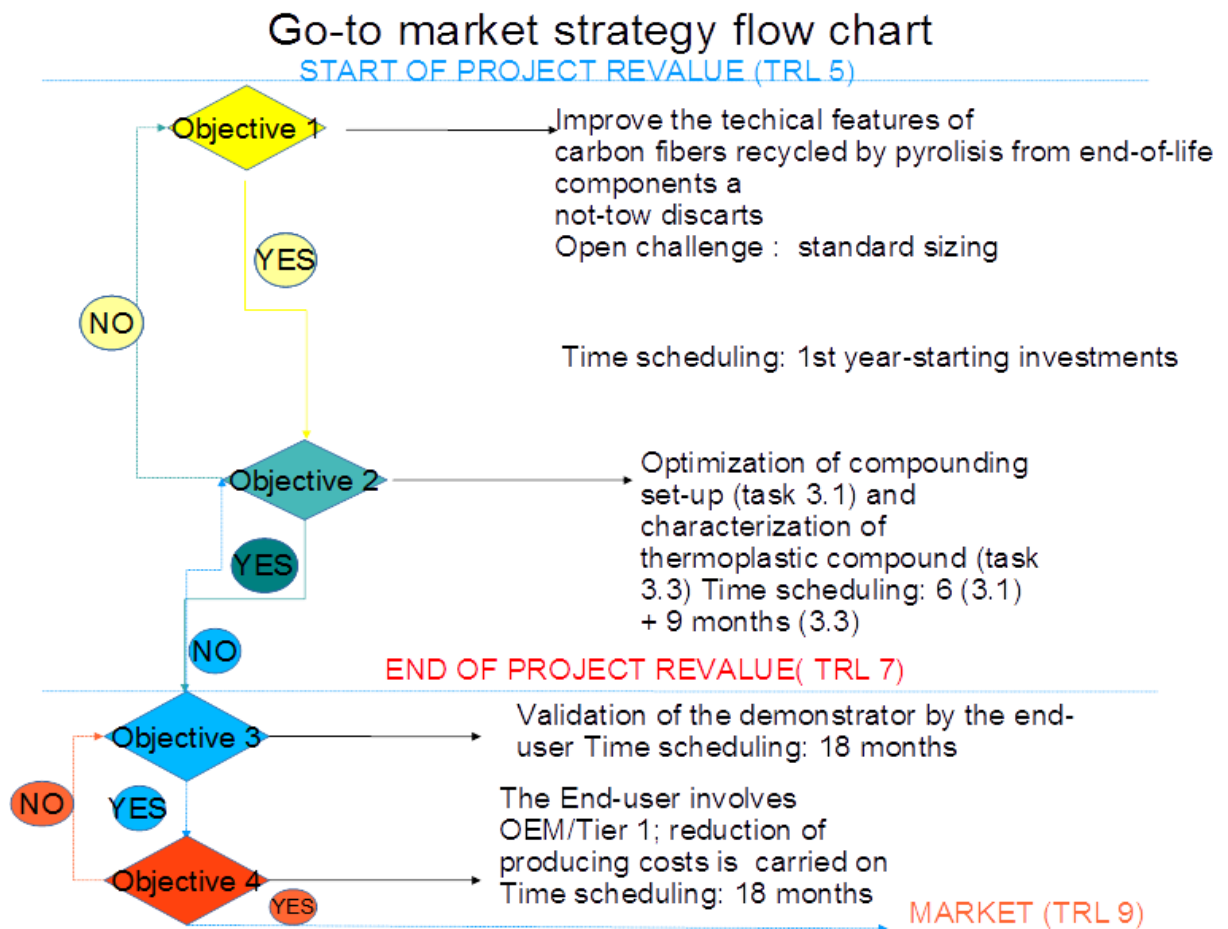 Go-to market strategy flow chart
START OF PROJECT REVALUE (TRL 5)
Objective 1
Improve the techical features of
carbon fibers recycled by pyrolisis from end-of-life
components a
not-tow discarts
Open challenge : standard sizing
YES
NO
Time scheduling: 1st year-starting investments
Objective 2
Optimization of compounding
set-up (task 3.1) and
characterization of
thermoplastic compound (task
3.3) Time scheduling: 6 (3.1)
+ 9 months (3.3)
YES
NO
END OF PROJECT REVALUE( TRL 7)
Objective 3
Validation of the demonstrator by the end-
user Time scheduling: 18 months
NO
YES
The End-user involves
OEM/Tier 1; reduction of
producing costs is carried on
Time scheduling: 18 months
Objective 4
YES
MARKET (TRL 9)